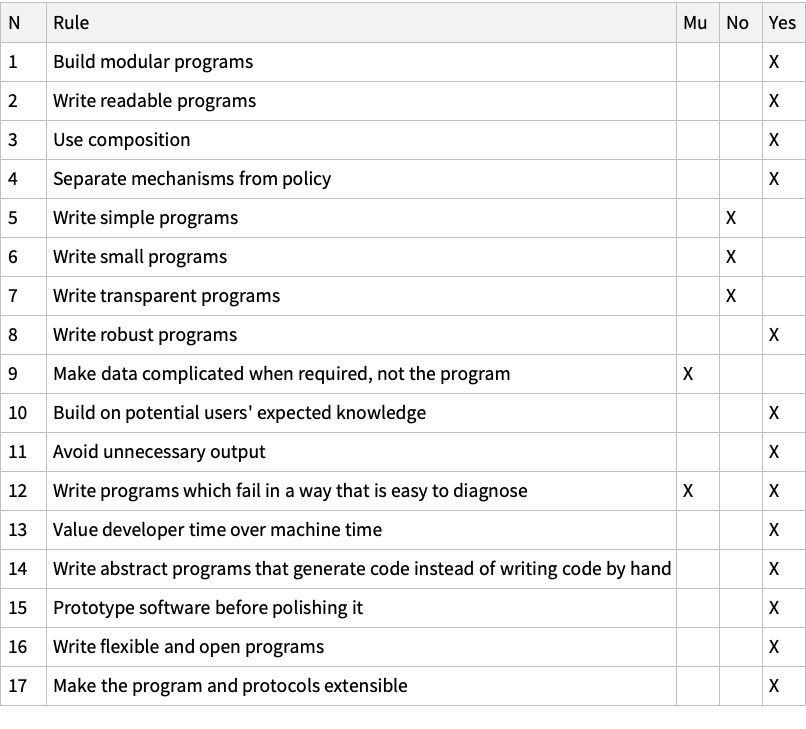 N Rule Mu No Yes
1 Build modular programs X
2 Write readable programs X
3 Use composition X
4 Separate mechanisms from policy X
5 Write simple programs X
6 Write small programs X
7 Write transparent programs X
8 Write robust programs X
9 Make data complicated when required, not the program X
10 Build on potential users' expected knowledge X
11 Avoid unnecessary output X
12 Write programs which fail in a way that is easy to diagnose X X
13 Value developer time over machine time X
14 Write abstract programs that generate code instead of writing code by hand X
15 Prototype software before polishing it X
16 Write flexible and open programs X
17 Make the program and protocols extensible X